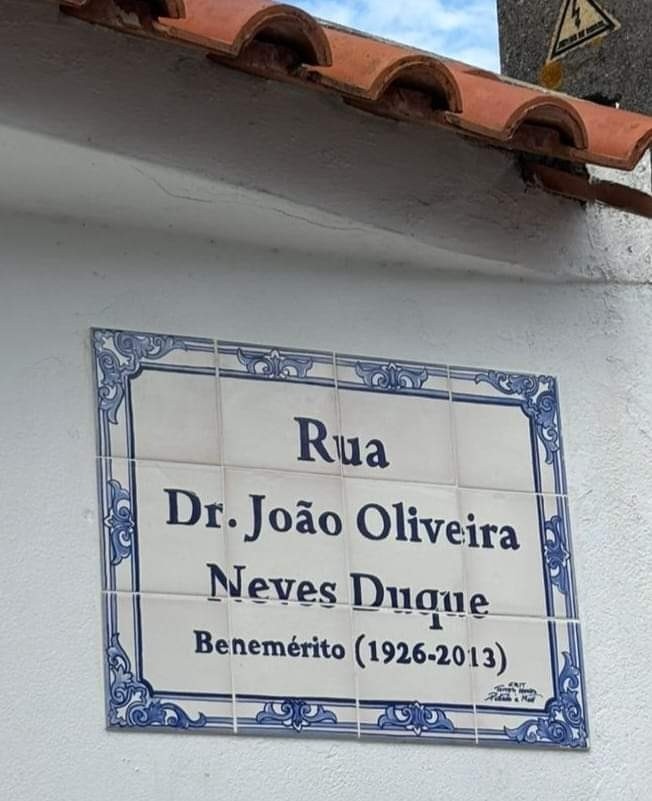 Rua
Dr. João Oliveira
Neves Duque
Benemérito (1926-2013)